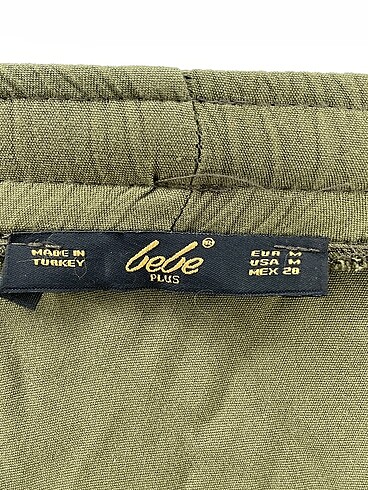 MADE IN
TURKEY
bebe ®
PLUS
EUR M
USA M
MEX 28